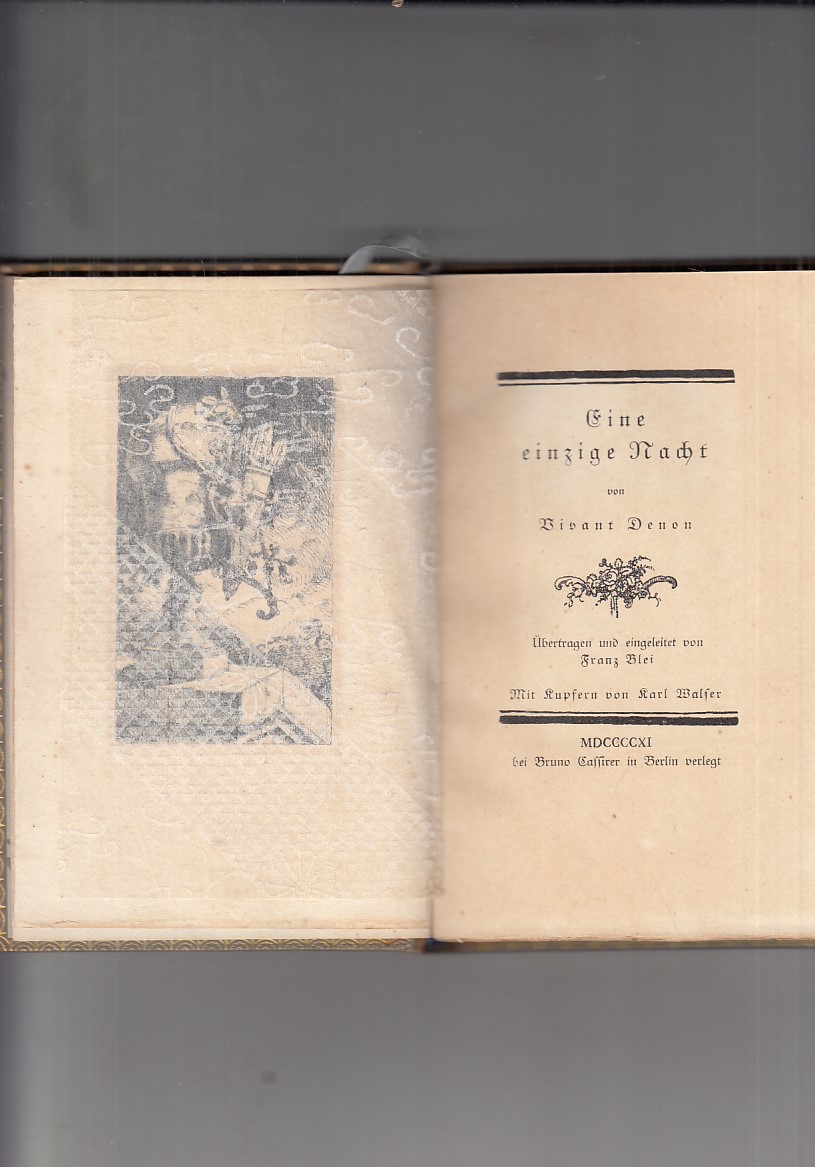 Eine
einzige Nacht
von
Vivant Denon
Übertragen und eingeleitet von
Franz Blei
Mit Kupfern von Karl Walser
MDCCCCXI
bei Bruno Cassirer in Berlin verlegt